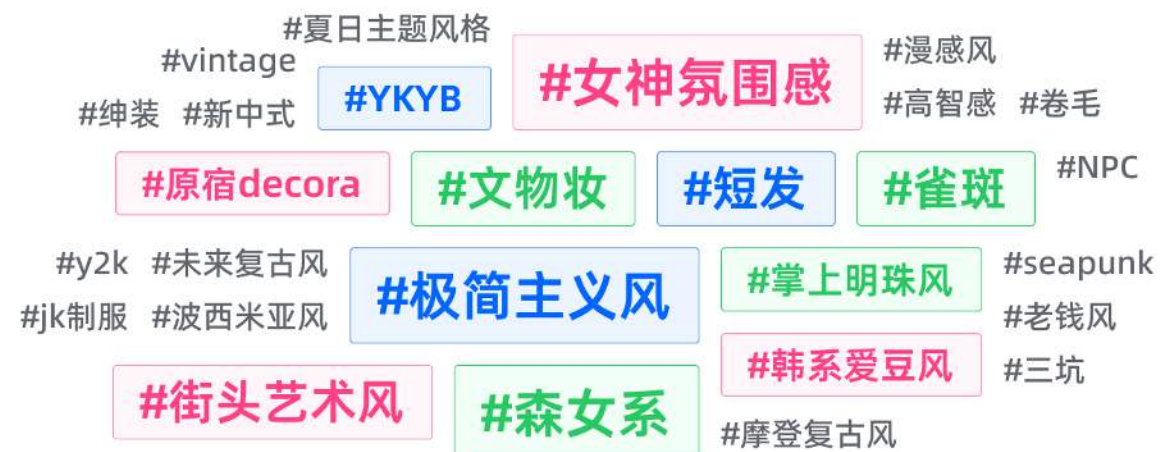 #夏日主题风格
#vintage
#YKYB
#女神氛围感
#漫感风
#绅装 #新中式
#高智感 #卷毛
#原宿decora
#文物妆
#短发
#雀斑
#NPC
#y2k #未来复古风
#极简主义风
#掌上明珠风
#seapunk
#jk制服 #波西米亚风
#老钱风
#街头艺术风
#森女系
#韩系爱豆风
#三坑
#摩登复古风